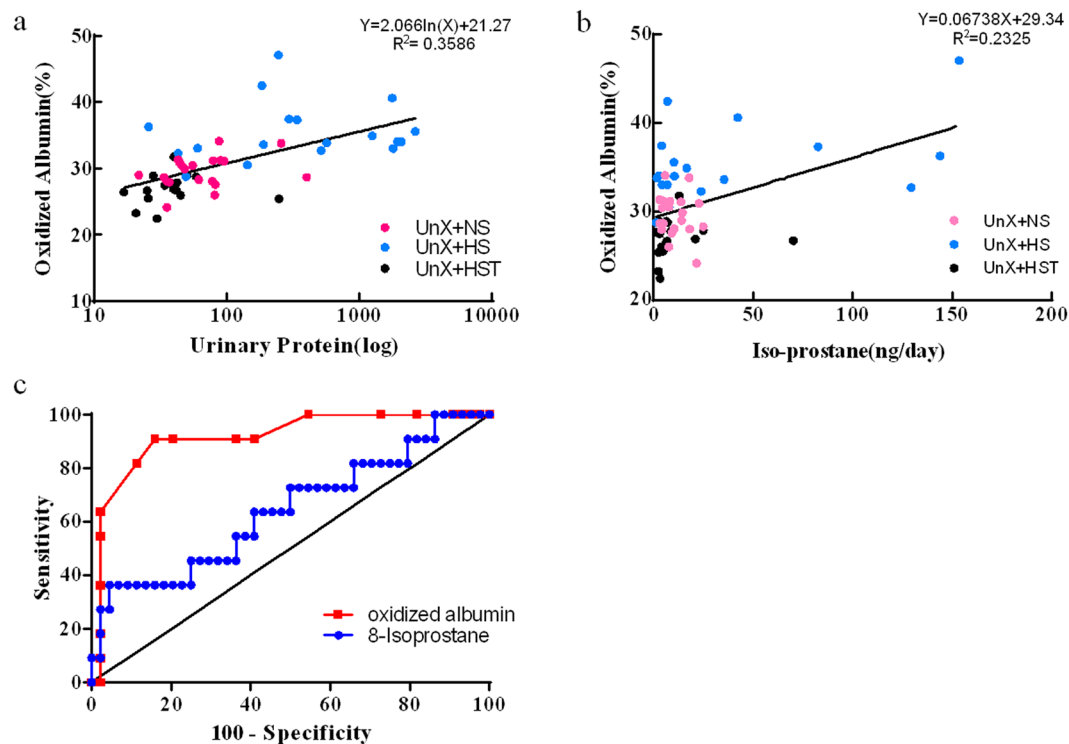 a
Y=2.066ln(X)+21.27
R²= 0.3586
Oxidized Albumin(%)
50
40
30
20
10
UnX+NS
UnX+HS
UnX+HST
10 100 1000 10000
Urinary Protein(log)
b
Y=0.06738X+29.34
R²=0.2325
Oxidized Albumin(%)
50
40
30
20
UnX+NS
UnX+HS
UnX+HST
0 50 100 150 200
Iso-prostane(ng/day)
c
Sensitivity
100
80
60
40
20
0
oxidized albumin
8-Isoprostane
0 20 40 60 80 100
100 - Specificity